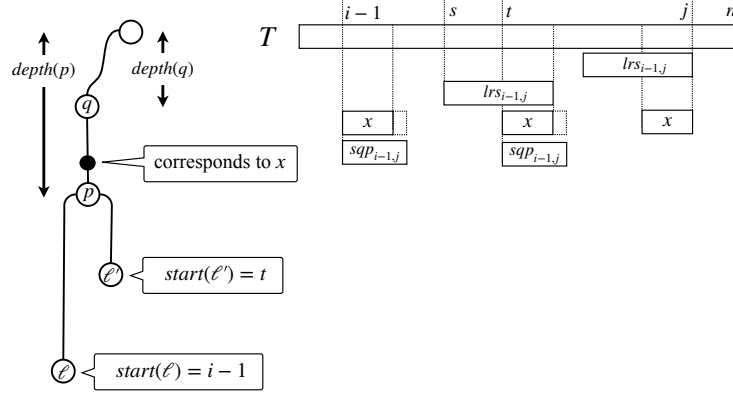 i − 1 s t j n
T
depth(p) depth(q)
lrs_{i−1,j}
q
lrs_{i−1,j}
x x x
sqp_{i−1,j} sqp_{i−1,j}
corresponds to x
p
ℓ′ start(ℓ′) = t
ℓ start(ℓ) = i − 1